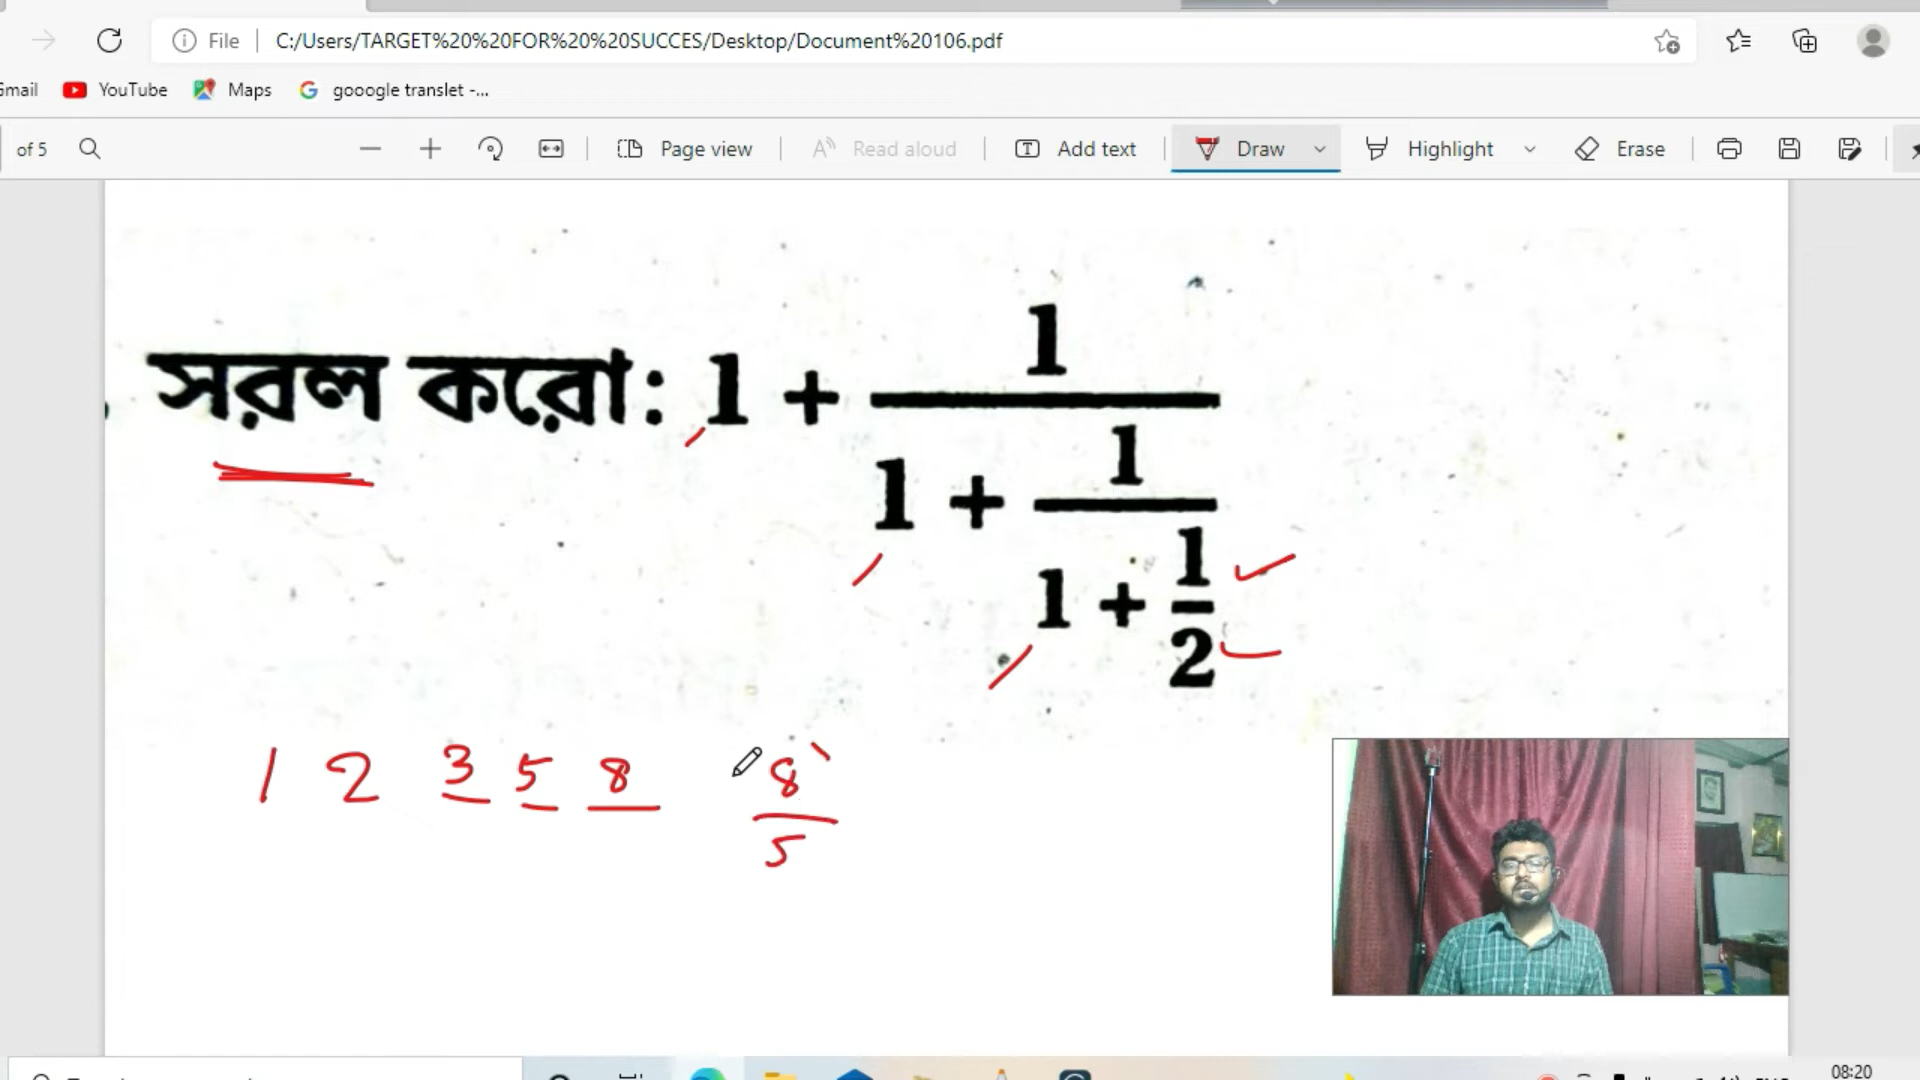 File C:/Users/TARGET%20%20FOR%20%20SUCCES/Desktop/Document%20106.pdf
Gmail YouTube Maps gooogle translet -...
of 5 Page view Read aloud Add text Draw Highlight Erase
সরল করো: 1 + 1
1 + 1
1 + 1
2
1 2 3 5 8 8
5
08:20